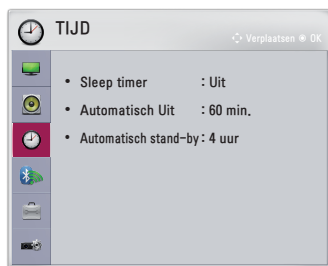 TIJD
Verplaatsen OK
• Sleep timer : Uit
• Automatisch Uit : 60 min.
• Automatisch stand-by : 4 uur